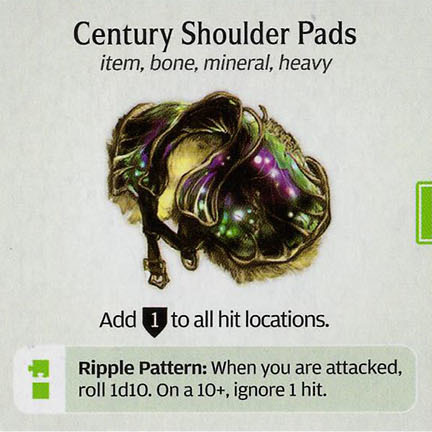 Century Shoulder Pads
item, bone, mineral, heavy
Add 1 to all hit locations.
Ripple Pattern: When you are attacked,
roll 1d10. On a 10+, ignore 1 hit.